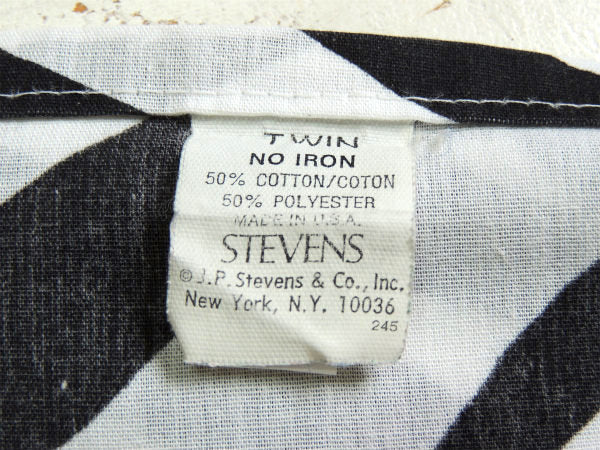 TWIN
NO IRON
50% COTTON/COTON
50% POLYESTER
MADE IN U.S.A.
STEVENS
© J.P. Stevens & Co., Inc.
New York, N.Y. 10036
245